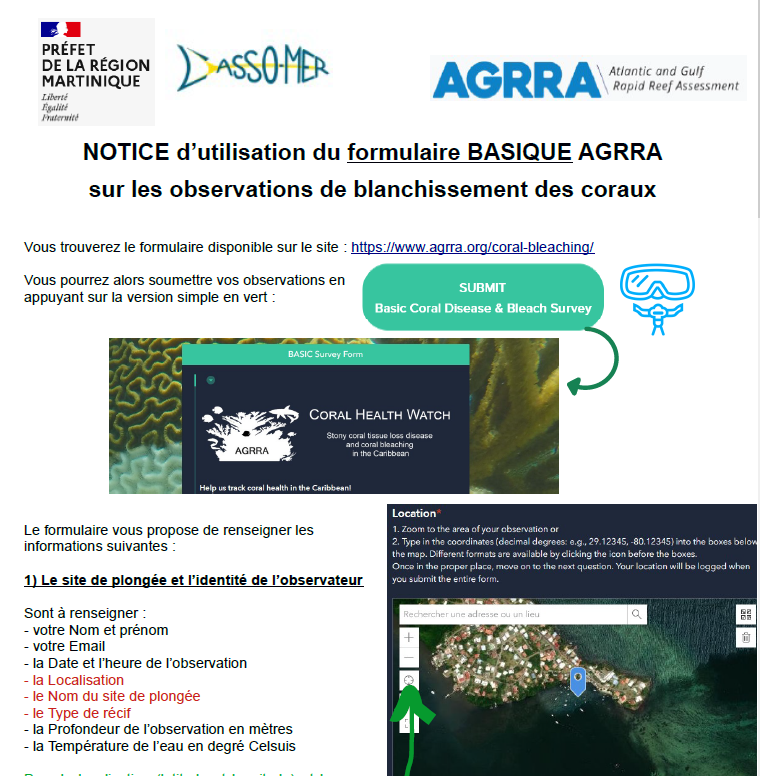 PRÉFET
DE LA RÉGION
MARTINIQUE
Liberté
Égalité
Fraternité
DASSO-MER
AGRRA
Atlantic and Gulf
Rapid Reef Assessment
NOTICE d’utilisation du formulaire BASIQUE AGRRA
sur les observations de blanchissement des coraux
Vous trouverez le formulaire disponible sur le site : https://www.agrra.org/coral-bleaching/
Vous pourrez alors soumettre vos observations en
appuyant sur la version simple en vert :
SUBMIT
Basic Coral Disease & Bleach Survey
BASIC Survey Form
CORAL HEALTH WATCH
Stony coral tissue loss disease
and coral bleaching
in the Caribbean
AGRRA
Help us track coral health in the Caribbean!
Le formulaire vous propose de renseigner les
informations suivantes :
1) Le site de plongée et l’identité de l’observateur
Sont à renseigner :
- votre Nom et prénom
- votre Email
- la Date et l’heure de l’observation
- la Localisation
- le Nom du site de plongée
- le Type de récif
- la Profondeur de l’observation en mètres
- la Température de l’eau en degré Celsuis
Location*
1. Zoom to the area of your observation or
2. Type in the coordinates (decimal degrees: e.g., 29.12345, -80.12345) into the boxes below
the map. Different formats are available by clicking the icon before the boxes.
Once in the proper place, move on to the next question. Your location will be logged when
you submit the entire form.
Rechercher une adresse ou un lieu